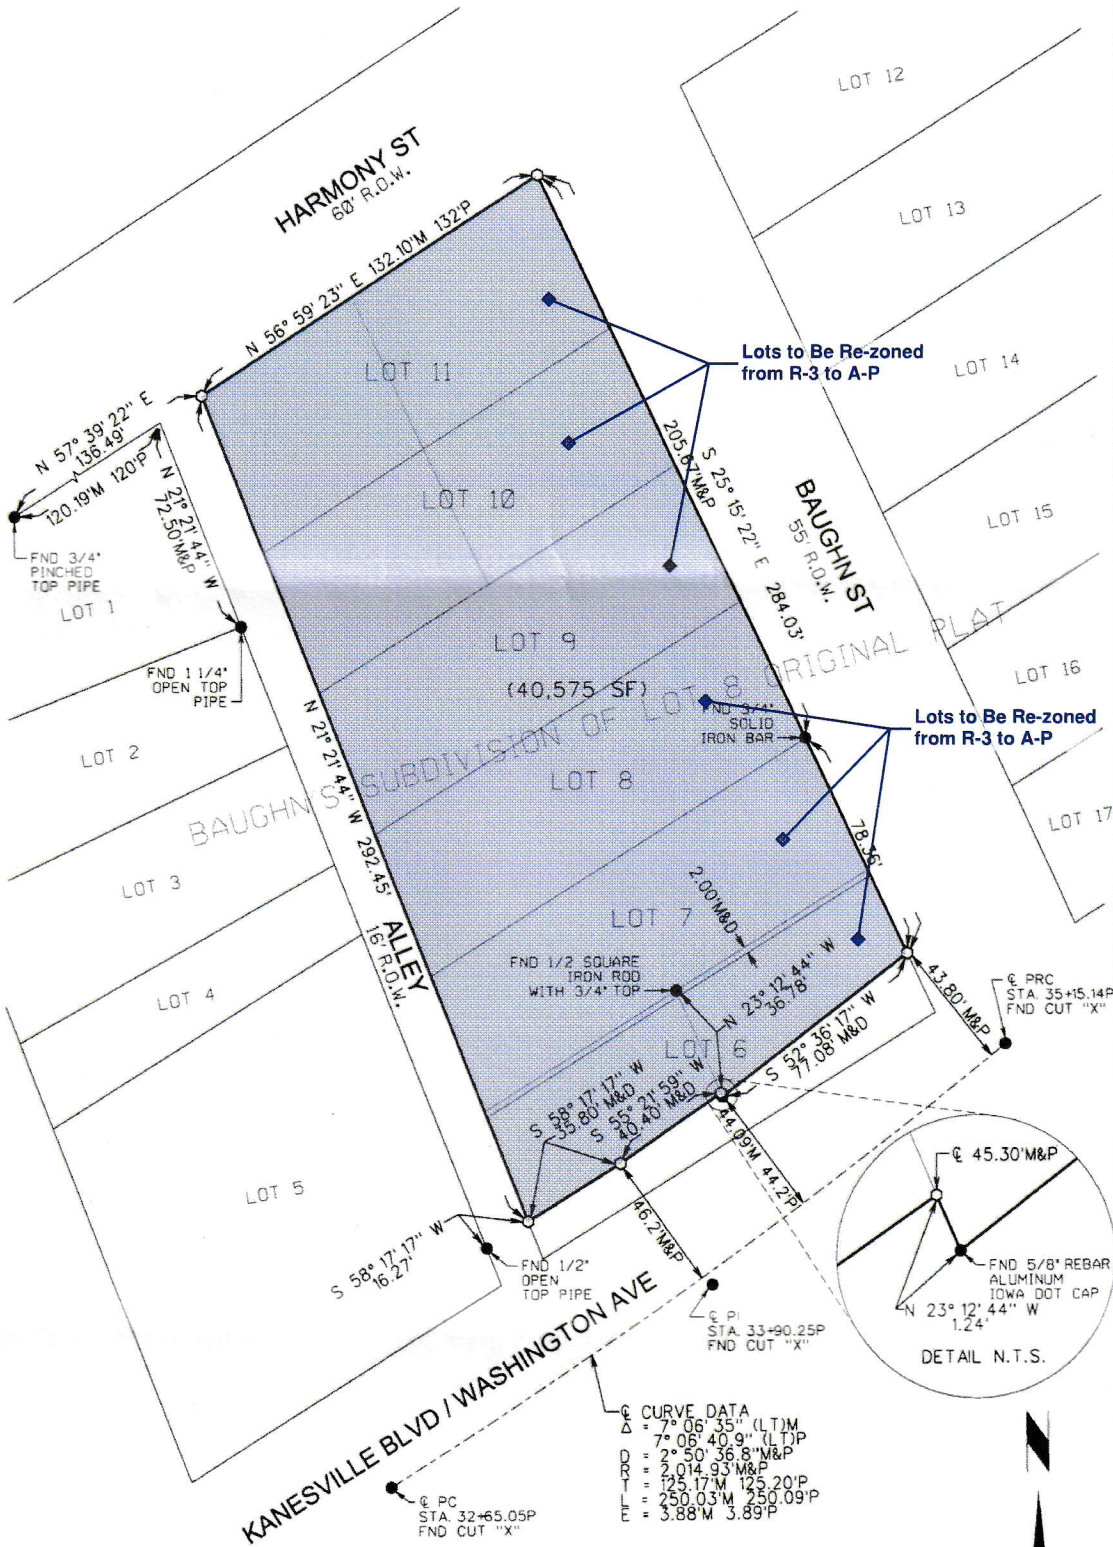 LOT 12
HARMONY ST
60' R.O.W.
LOT 13
N 56° 59' 23" E 132.10'M 132'P
Lots to Be Re-zoned
from R-3 to A-P
LOT 11
LOT 14
N 57° 39' 22" E
136.49'
120.19'M 120'P
N 21° 21' 44" W
72.50'M&P
205.67'M&P
S 25° 15' 22" E 284.03'
LOT 10
BAUGHN ST
55' R.O.W.
LOT 15
FND 3/4"
PINCHED
TOP PIPE
LOT 1
LOT 9
(40,575 SF)
LOT 16
FND 1 1/4"
OPEN TOP
PIPE
BAUGHN'S SUBDIVISION OF LOT 8 ORIGINAL PLAT
FND 3/4"
SOLID
IRON BAR
Lots to Be Re-zoned
from R-3 to A-P
LOT 2
LOT 8
N 21° 21' 44" W 292.45'
LOT 17
78.36'
LOT 3
2.00'M&D
LOT 7
ALLEY
16' R.O.W.
FND 1/2 SQUARE
IRON ROD
WITH 3/4" TOP
N 23° 12' 44" W
36.78'
LOT 4
43.80'M&P
℄ PRC
STA. 35+15.14P
FND CUT "X"
LOT 6
S 52° 36' 17" W
77.08' M&D
S 58° 17' 17" W
35.80' M&D
S 55° 21' 59" W
40.40' M&D
44.09'M 44.2'P
℄ 45.30'M&P
LOT 5
46.2'M&P
S 58° 17' 17" W
16.27'
FND 1/2"
OPEN
TOP PIPE
FND 5/8" REBAR
ALUMINUM
IOWA DOT CAP
N 23° 12' 44" W
1.24'
DETAIL N.T.S.
℄ PI
STA. 33+90.25P
FND CUT "X"
KANESVILLE BLVD / WASHINGTON AVE
℄ CURVE DATA
Δ = 7° 06' 35" (LT)M
7° 06' 40.9" (LT)P
D = 2° 50' 36.8"M&P
R = 2,014.93'M&P
T = 125.17'M 125.20'P
L = 250.03'M 250.09'P
E = 3.88'M 3.89'P
℄ PC
STA. 32+65.05P
FND CUT "X"
N